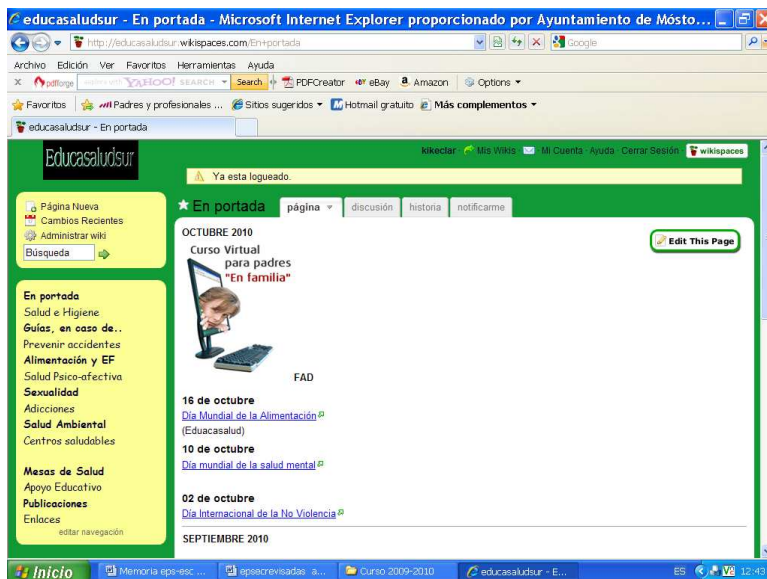 educasaludsur - En portada - Microsoft Internet Explorer proporcionado por Ayuntamiento de Mósto...
http://educasaludsur.wikispaces.com/En+portada
Google
Archivo Edición Ver Favoritos Herramientas Ayuda
pdfforge YAHOO! SEARCH Search PDFCreator eBay Amazon Options
Favoritos Padres y profesionales ... Sitios sugeridos Hotmail gratuito Más complementos
educasaludsur - En portada
Educasaludsur
kikeclar · Mis Wikis · Mi Cuenta · Ayuda · Cerrar Sesión · wikispaces
Ya esta logueado.
Página Nueva
Cambios Recientes
Administrar wiki
Búsqueda
En portada página discusión historia notificarme
OCTUBRE 2010
Edit This Page
Curso Virtual
para padres
"En familia"
FAD
En portada
Salud e Higiene
Guías, en caso de..
Prevenir accidentes
Alimentación y EF
Salud Psico-afectiva
Sexualidad
Adicciones
Salud Ambiental
Centros saludables
Mesas de Salud
Apoyo Educativo
Publicaciones
Enlaces
editar navegación
16 de octubre
Día Mundial de la Alimentación
(Eduacasalud)
10 de octubre
Día mundial de la salud mental
02 de octubre
Día Internacional de la No Violencia
SEPTIEMBRE 2010
Inicio Memoria eps-esc ... epsecrevisadas a... Curso 2009-2010 educasaludsur - E... ES 12:43